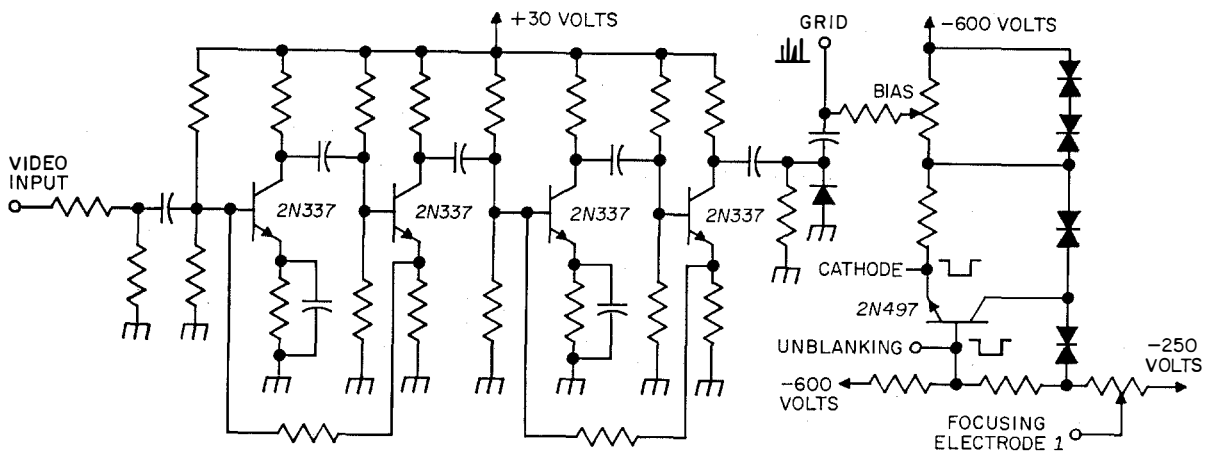 +30 VOLTS
GRID
-600 VOLTS
BIAS
VIDEO
INPUT
2N337
2N337
2N337
2N337
CATHODE
2N497
UNBLANKING
-250
VOLTS
-600
VOLTS
FOCUSING
ELECTRODE 1